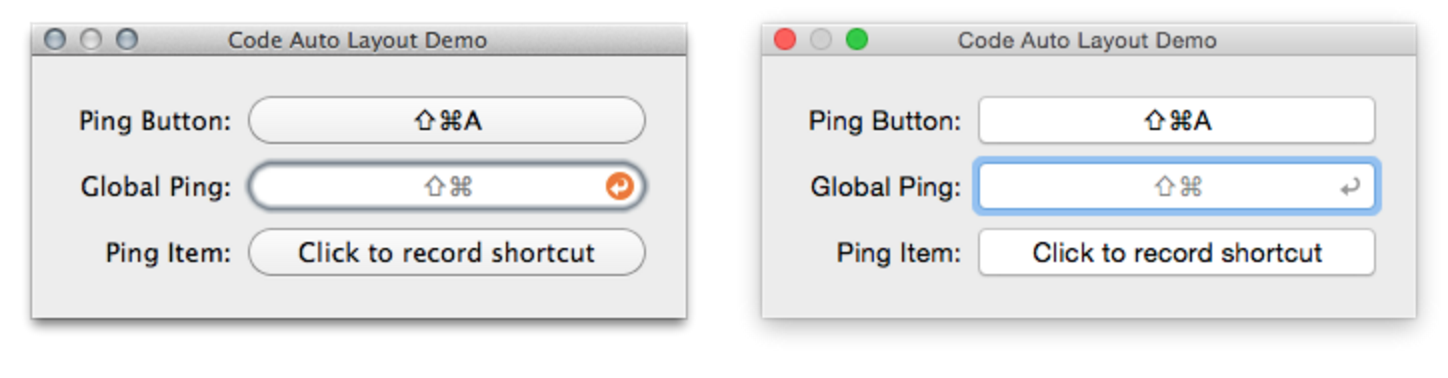 Code Auto Layout Demo
Ping Button: ⇧⌘A
Global Ping: ⇧⌘
Ping Item: Click to record shortcut
Code Auto Layout Demo
Ping Button: ⇧⌘A
Global Ping: ⇧⌘
Ping Item: Click to record shortcut